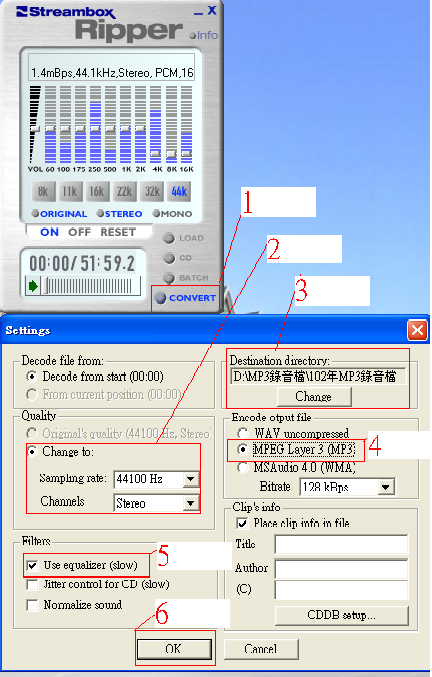 Streambox
Ripper
Info
1.4mBps,44.1kHz,Stereo, PCM,16
VOL 60 100 175 250 500 1K 2K 4K 8K 16K
8k 11k 16k 22k 32k 44k
ORIGINAL STEREO MONO
ON OFF RESET
LOAD
CD
BATCH
CONVERT
00:00/51:59.2
1
2
3
Settings
Decode file from:
Decode from start (00:00)
From current position (00:00)
Destination directory:
D:\MP3錄音檔\102年MP3錄音檔
Change
Quality
Original's quality (44100 Hz, Stereo
Change to:
Sampling rate: 44100 Hz
Channels Stereo
Encode otput file
WAV uncompressed
MPEG Layer 3 (MP3
4
MSAudio 4.0 (WMA)
Bitrate 128 kBps
Filters
5
Use equalizer (slow)
Jitter control for CD (slow)
Normalize sound
Clip's info
Place clip info in file
Title
Author
(C)
CDDB setup...
6
OK
Cancel